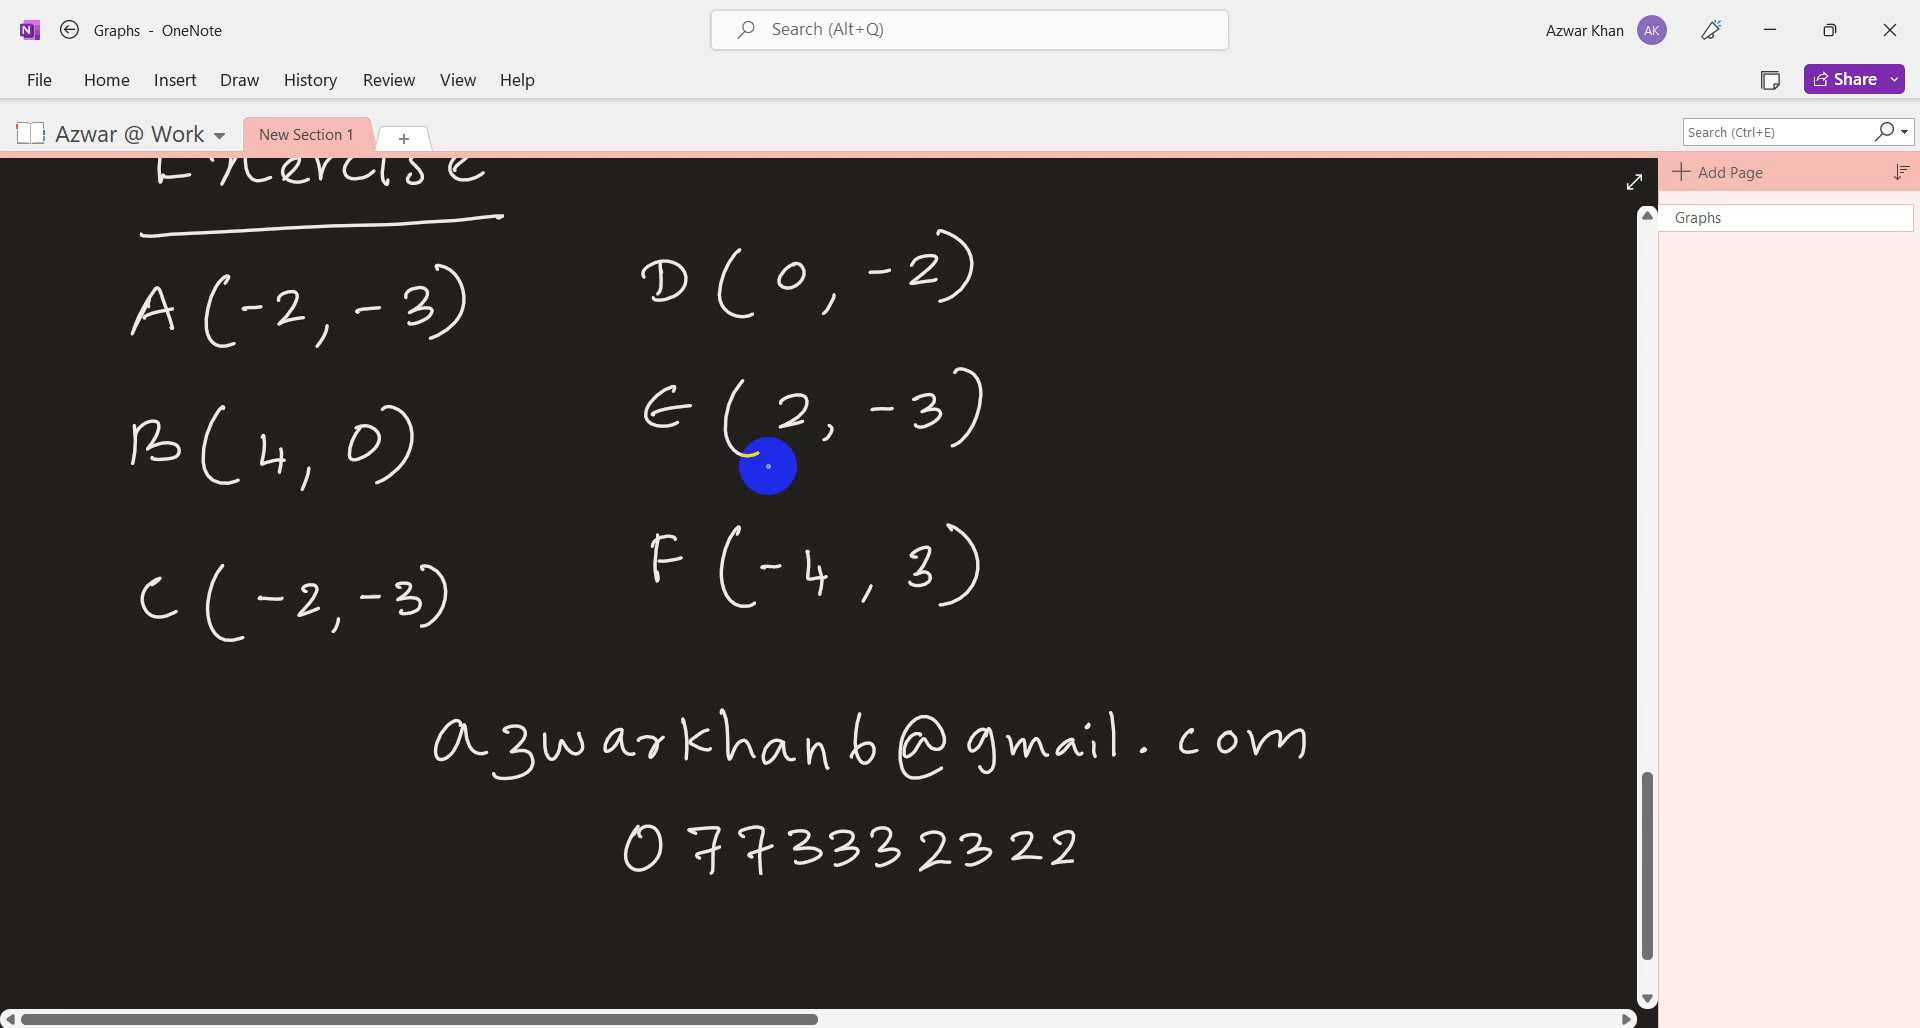 Graphs - OneNote
Search (Alt+Q)
Azwar Khan AK
File Home Insert Draw History Review View Help
Share
Azwar @ Work New Section 1 +
Search (Ctrl+E)
Add Page
Graphs
Exercise
A (-2, -3)
B (4, 0)
C (-2, -3)
D (0, -2)
E (2, -3)
F (-4, 3)
azwarkhan6@gmail.com
0773332322